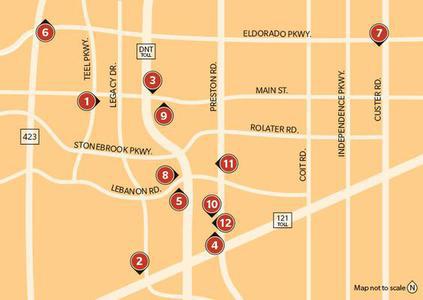 6
ELDORADO PKWY.
7
TEEL PKWY.
LEGACY DR.
DNT
TOLL
3
PRESTON RD.
MAIN ST.
INDEPENDENCE PKWY.
CUSTER RD.
1
9
ROLATER RD.
423
STONEBROOK PKWY.
COIT RD.
11
8
LEBANON RD.
5
10
12
121
TOLL
4
2
Map not to scale N